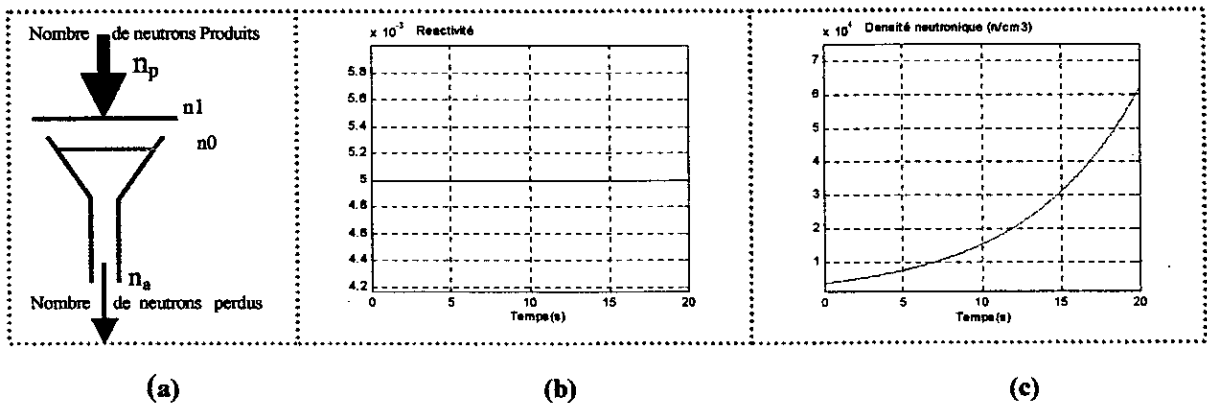 Nombre de neutrons Produits
n_p
n1
n0
n_a
Nombre de neutrons perdus
(a)
x 10^-3 Reactivité
5.8
5.6
5.4
5.2
5
4.8
4.6
4.4
4.2
0 5 10 15 20
Temps(s)
(b)
x 10^4 Densité neutronique (n/cm3)
7
6
5
4
3
2
1
0 5 10 15 20
Temps(s)
(c)